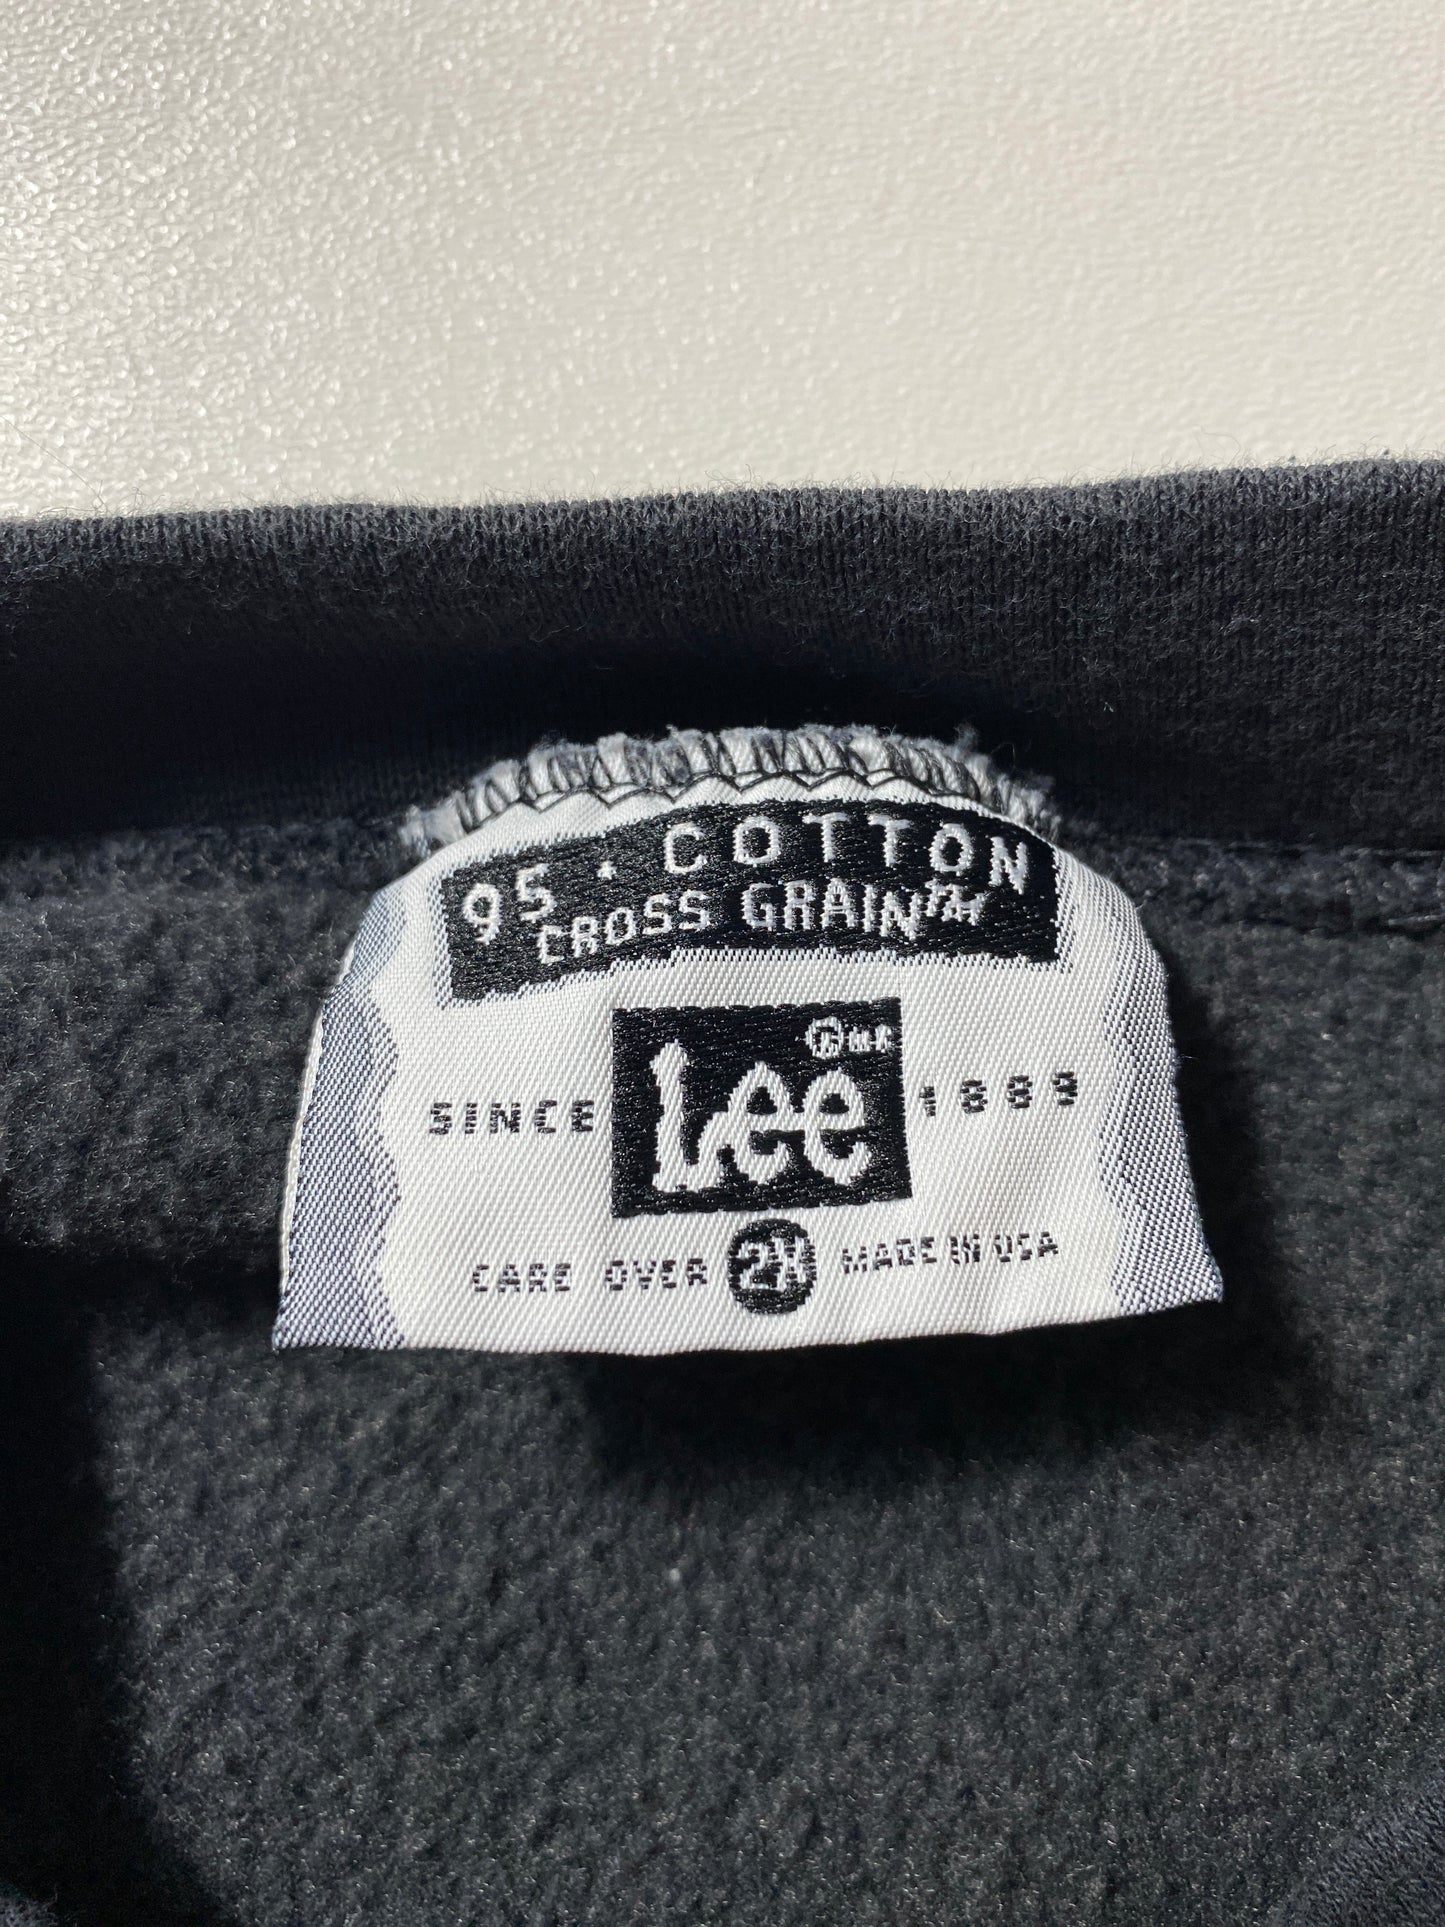 95 · COTTON
CROSS GRAIN™
SINCE Lee ® M.R. 1889
CARE OVER 2X MADE IN USA